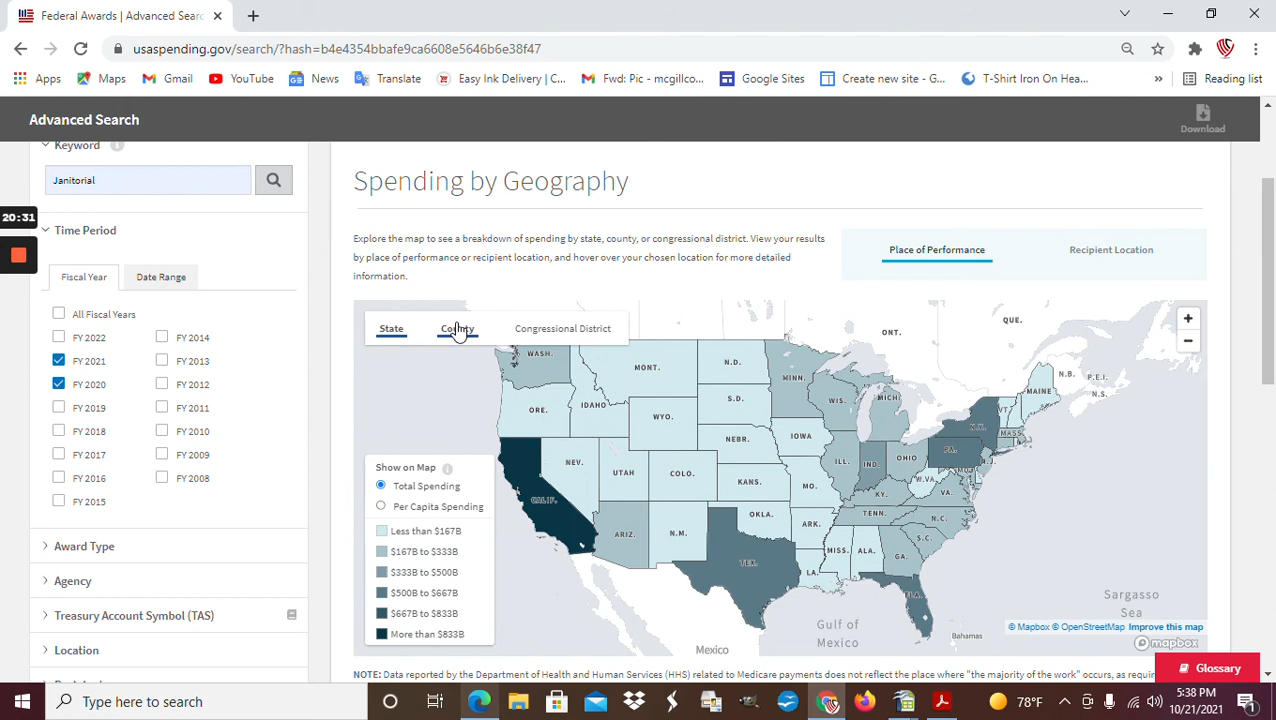 Federal Awards | Advanced Searc
usaspending.gov/search/?hash=b4e4354bbafe9ca6608e5646b6e38f47
Apps Maps Gmail YouTube News Translate Easy Ink Delivery | C... Fwd: Pic - mcgillco... Google Sites Create new site - G... T-Shirt Iron On Hea... » Reading list
Advanced Search
Download
Keyword
Janitorial
20:31
Time Period
Fiscal Year Date Range
All Fiscal Years
FY 2022 FY 2014
FY 2021 FY 2013
FY 2020 FY 2012
FY 2019 FY 2011
FY 2018 FY 2010
FY 2017 FY 2009
FY 2016 FY 2008
FY 2015
Award Type
Agency
Treasury Account Symbol (TAS)
Location
Spending by Geography
Explore the map to see a breakdown of spending by state, county, or congressional district. View your results
by place of performance or recipient location, and hover over your chosen location for more detailed
information.
Place of Performance Recipient Location
State County Congressional District
+
−
ONT. QUE.
N.B. P.E.I.
N.S.
WASH. MONT. N.D. MINN. MAINE
ORE. IDAHO WYO. S.D. WIS. MICH. VT. N.Y. MASS.
NEV. UTAH COLO. NEBR. IOWA ILL. IND. OHIO PA. N.J.
CALIF. KANS. MO. KY. W.VA. VA.
ARIZ. N.M. OKLA. ARK. TENN. N.C.
TEX. LA. MISS. ALA. GA. S.C.
FLA.
Show on Map
Total Spending
Per Capita Spending
Less than $167B
$167B to $333B
$333B to $500B
$500B to $667B
$667B to $833B
More than $833B
Mexico
Gulf of
Mexico
Sargasso
Sea
Bahamas
© Mapbox © OpenStreetMap Improve this map
mapbox
NOTE: Data reported by the Department of Health and Human Services (HHS) related to Medicare payments does not reflect the place where "the majority of the work" occurs, as requir
Glossary
Type here to search
78°F
5:38 PM
10/21/2021
1